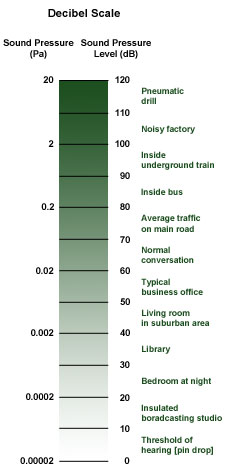 Decibel Scale
Sound Pressure
(Pa)
Sound Pressure
Level (dB)
20
120
Pneumatic
drill
110
Noisy factory
2
100
Inside
underground train
90
Inside bus
0.2
80
Average traffic
on main road
70
Normal
conversation
0.02
60
Typical
business office
50
Living room
in suburban area
0.002
40
Library
30
Bedroom at night
0.0002
20
Insulated
boradcasting studio
10
Threshold of
hearing [pin drop]
0.00002
0